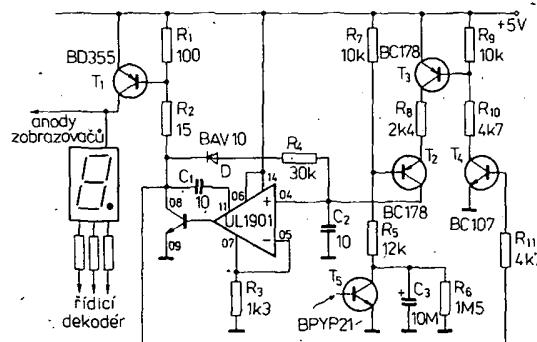 +5V
R₁
100
BD355
T₁
R₂
15
anody
zobrazovačů
BAV 10
D
R₄
30k
C₁
10
08
11
06
14
04
UL1901
+
−
05
07
09
C₂
10
R₃
1k3
řídicí
dekodér
R₇
10k
BC178
T₃
R₉
10k
R₈
2k4
R₁₀
4k7
T₂
T₄
BC178
BC107
R₅
12k
R₁₁
4k7
T₅
BPYP21
+
C₃
10M
R₆
1M5